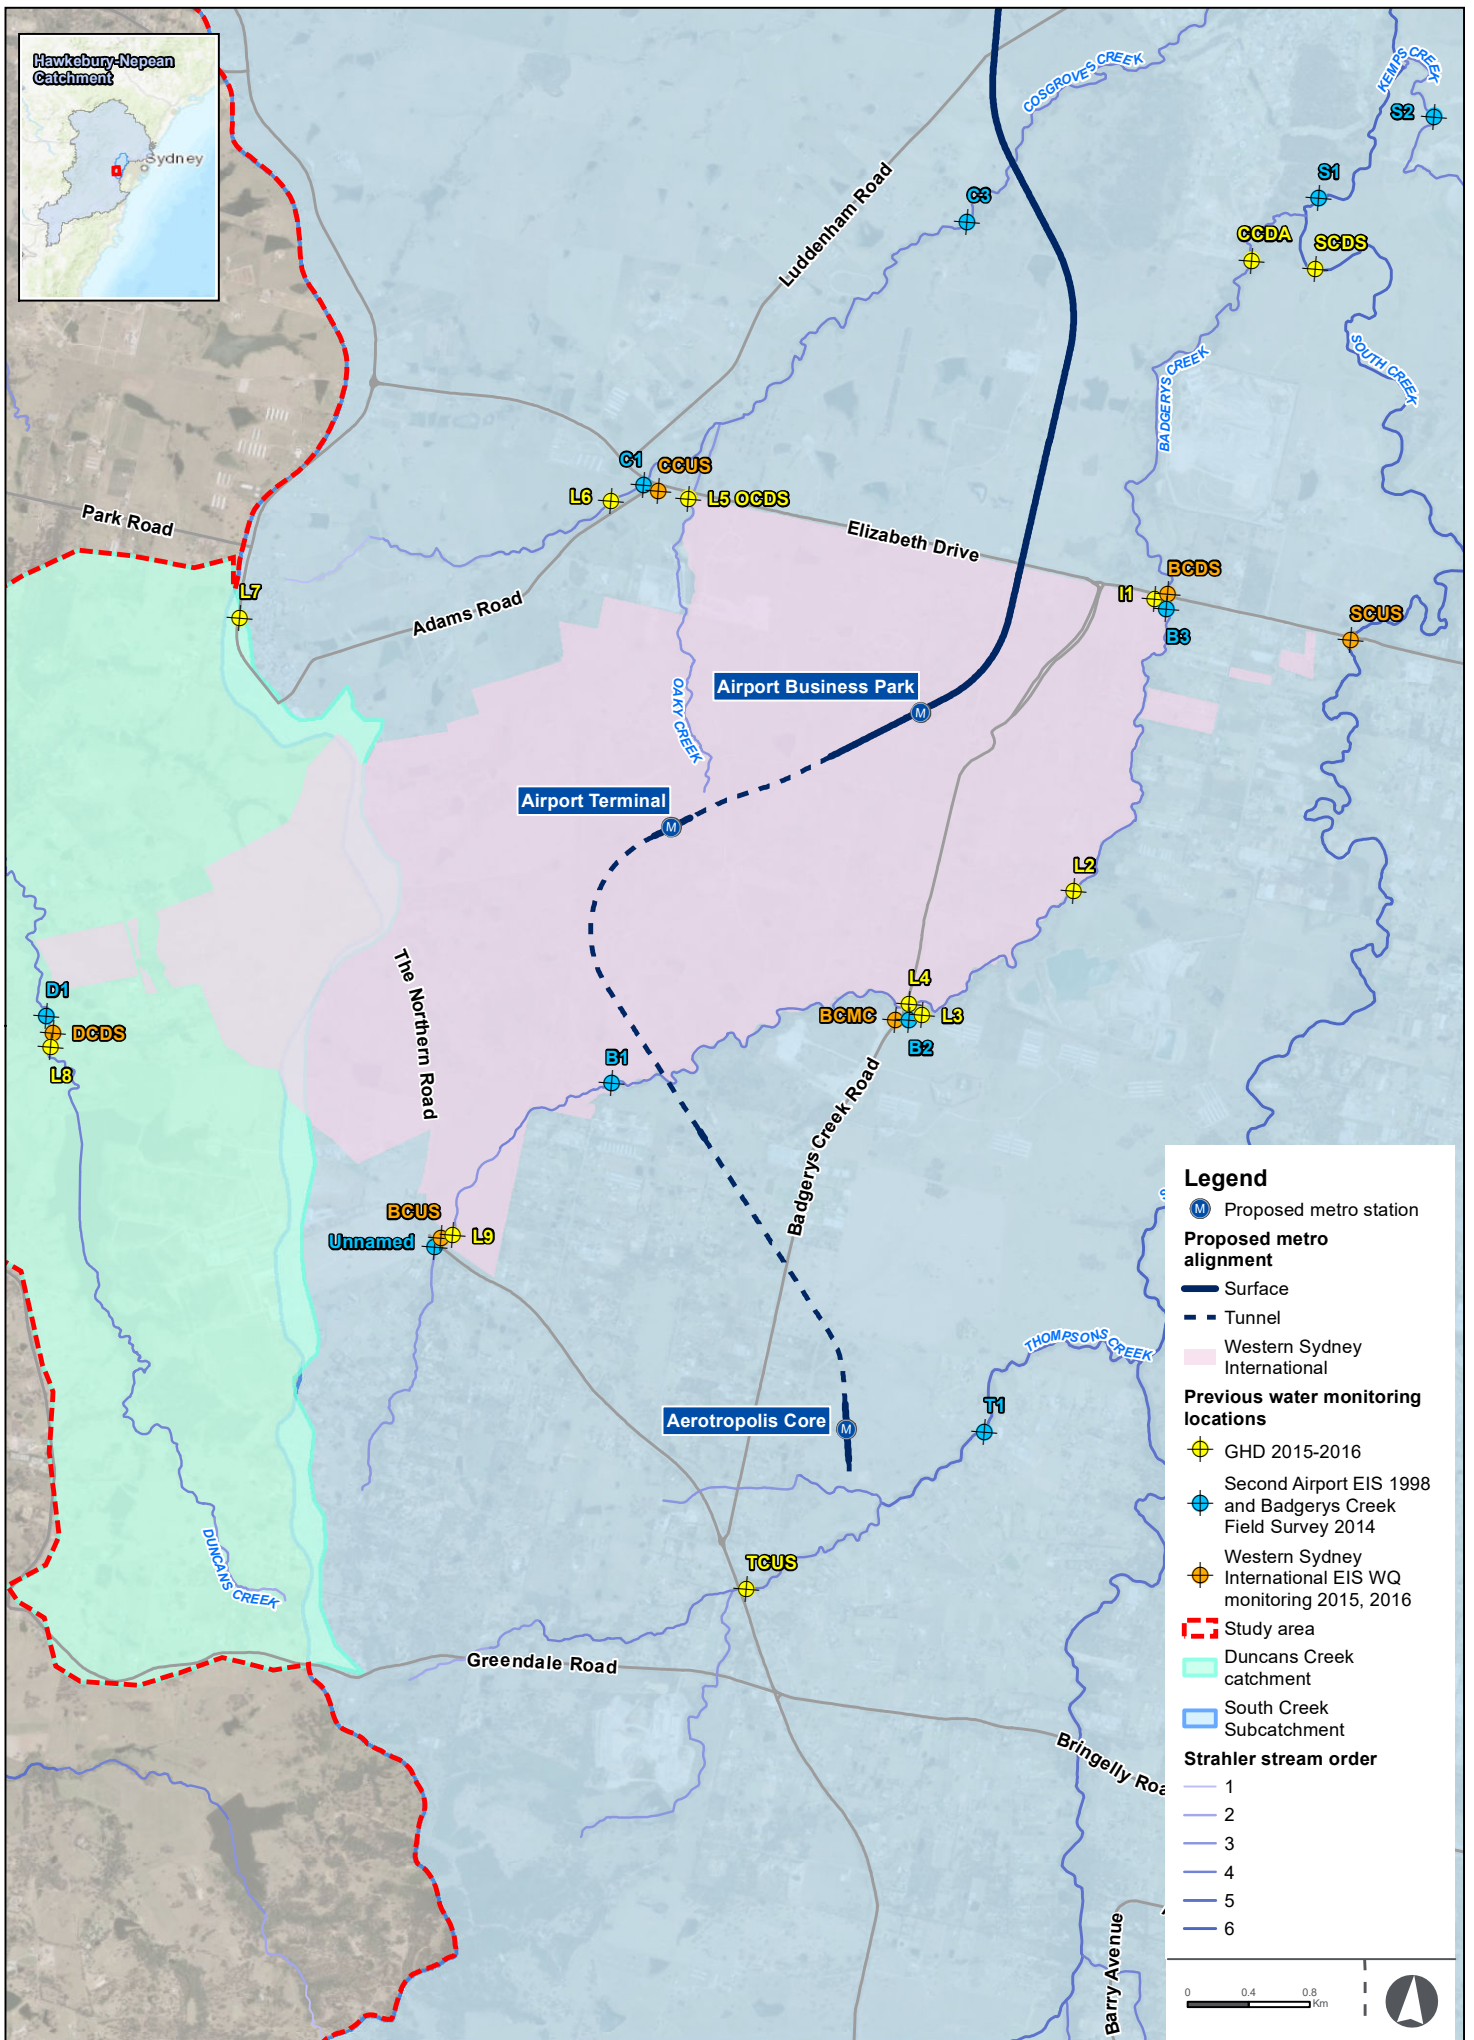 Hawkebury-Nepean
Catchment
Sydney
COSGROVES CREEK
KEMPS CREEK
S2
S1
C3
Luddenham Road
CCDA
SCDS
SOUTH CREEK
BADGERYS CREEK
C1
CCUS
L6
L5 OCDS
Park Road
Elizabeth Drive
L7
Adams Road
BCDS
I1
B3
SCUS
OAKY CREEK
Airport Business Park
M
Airport Terminal
M
L2
The Northern Road
D1
DCDS
L8
L4
BCMC
L3
B2
B1
Badgerys Creek Road
BCUS
Unnamed
L9
THOMPSONS CREEK
T1
Aerotropolis Core
M
DUNCANS CREEK
TCUS
Greendale Road
Bringelly Roa
Barry Avenue
Legend
M Proposed metro station
Proposed metro
alignment
Surface
Tunnel
Western Sydney
International
Previous water monitoring
locations
GHD 2015-2016
Second Airport EIS 1998
and Badgerys Creek
Field Survey 2014
Western Sydney
International EIS WQ
monitoring 2015, 2016
Study area
Duncans Creek
catchment
South Creek
Subcatchment
Strahler stream order
1
2
3
4
5
6
0 0.4 0.8
Km